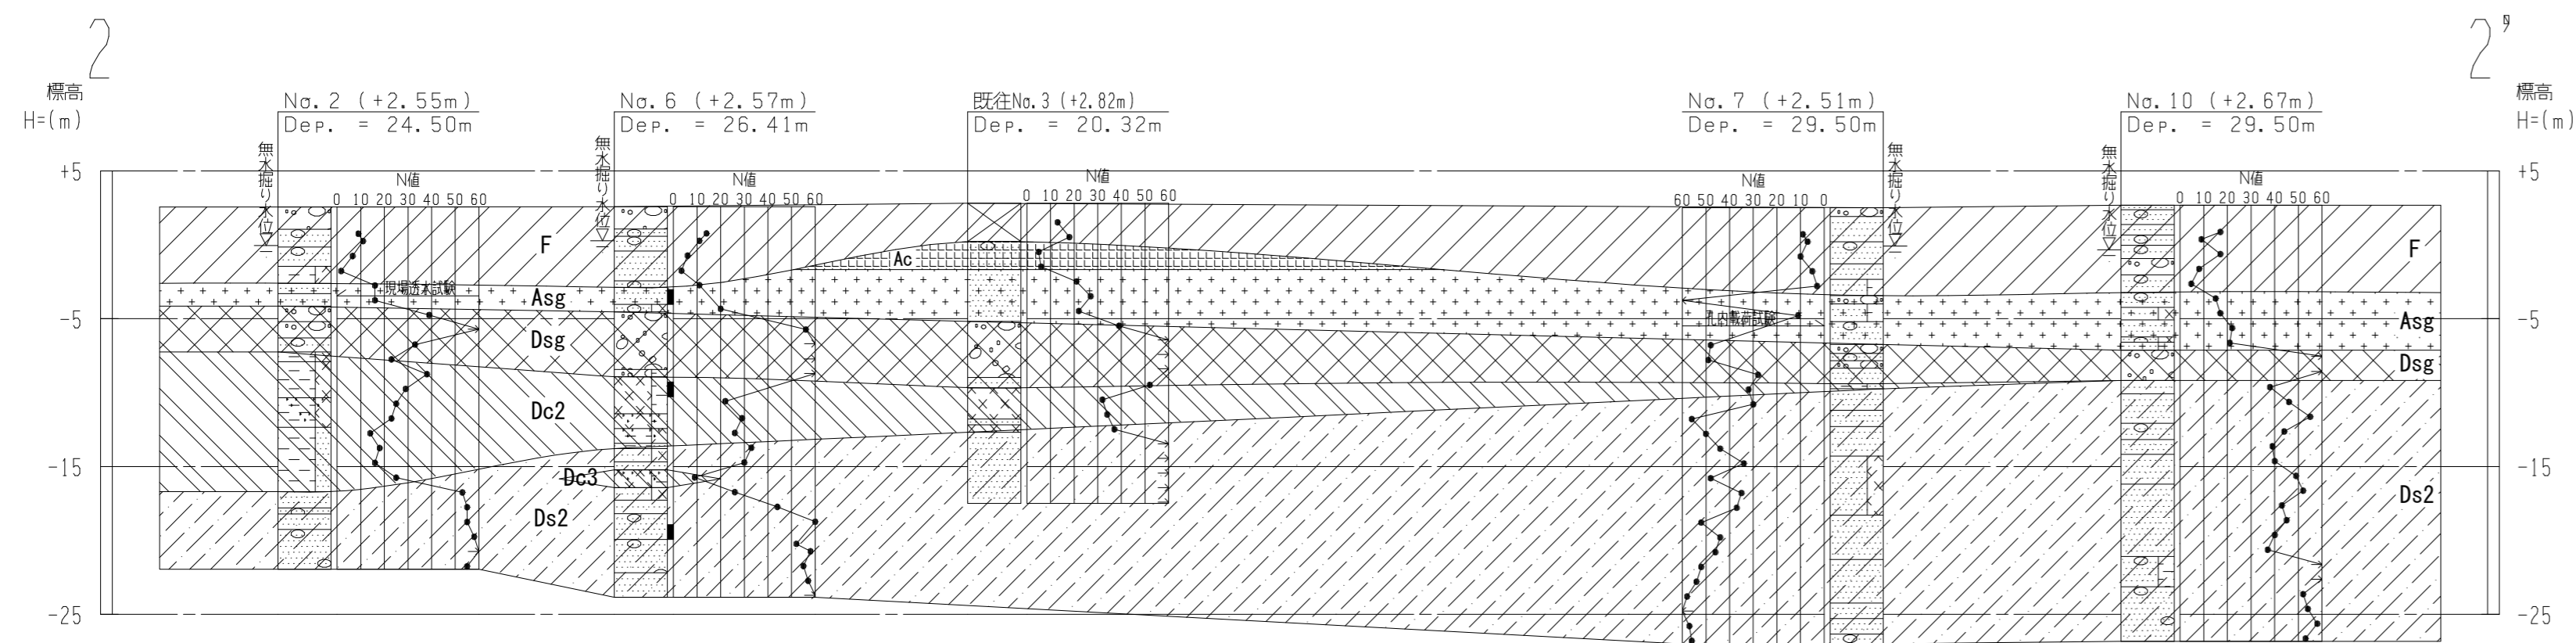 2
2'
標高
H=(m)
No. 2 (+2.55m)
Dep. = 24.50m
No. 6 (+2.57m)
Dep. = 26.41m
既往No.3 (+2.82m)
Dep. = 20.32m
No. 7 (+2.51m)
Dep. = 29.50m
No. 10 (+2.67m)
Dep. = 29.50m
標高
H=(m)
無水掘り水位
無水掘り水位
無水掘り水位
無水掘り水位
+5
+5
N値
0 10 20 30 40 50 60
N値
0 10 20 30 40 50 60
N値
0 10 20 30 40 50 60
N値
60 50 40 30 20 10 0
N値
0 10 20 30 40 50 60
F
F
Ac
現場透水試験
Asg
-5
孔内載荷試験
Asg
-5
Dsg
Dsg
Dc2
-15
Dc3
-15
Ds2
Ds2
-25
-25